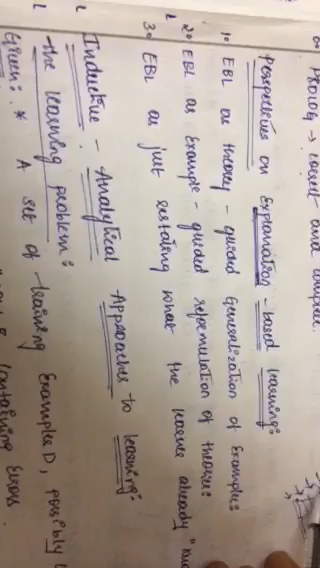 PROLOG → correct and complete.
Perspectives on Explanation - based learning:
1. EBL as theory - guided Generalization of Examples:
2. EBL as Example - guided reformulation of theories:
3. EBL as just restating what the learner already "
Inductive - Analytical Approaches to learning:
the learning problem:
Given: * A set of training Examples D, possibly
containing Errors.